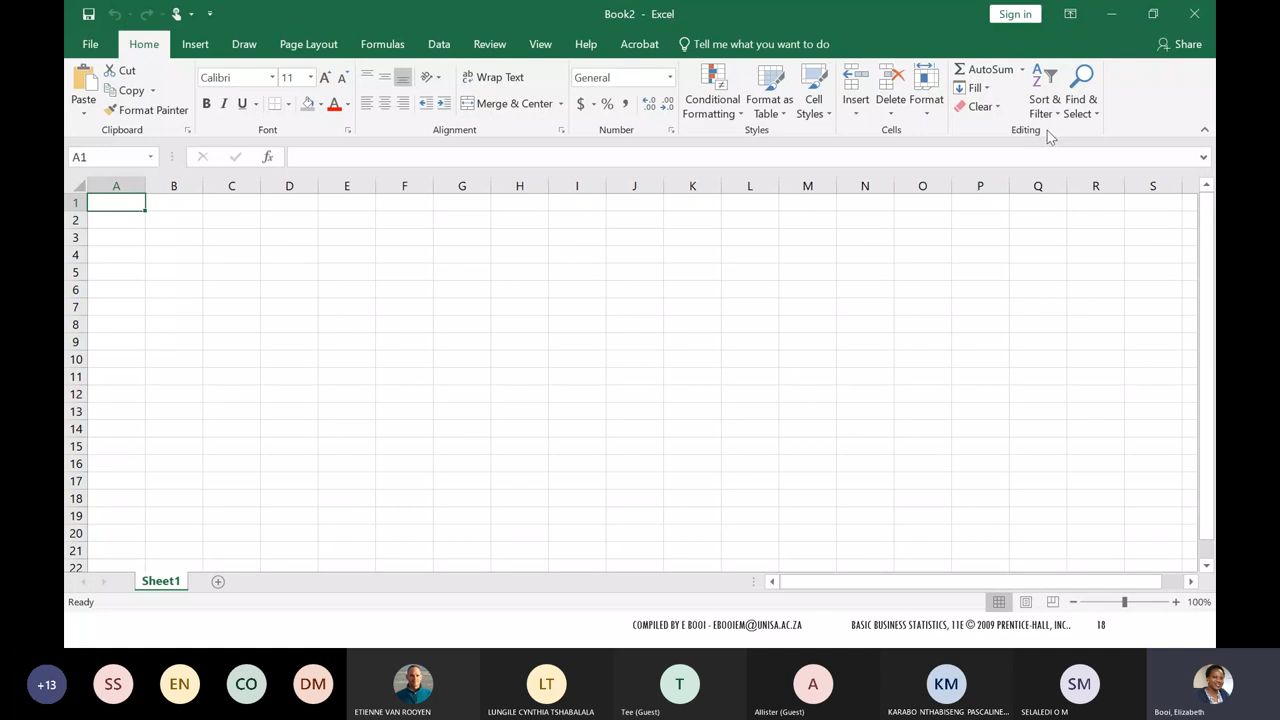 Book2 - Excel
Sign in
File Home Insert Draw Page Layout Formulas Data Review View Help Acrobat Tell me what you want to do Share
Paste
Cut
Copy
Format Painter
Clipboard
Calibri 11
B I U
Font
Wrap Text
Merge & Center
Alignment
General
$ % ,
Number
Conditional Formatting
Format as Table
Cell Styles
Styles
Insert Delete Format
Cells
AutoSum
Fill
Clear
Sort & Filter
Find & Select
Editing
A1 fx
A B C D E F G H I J K L M N O P Q R S
1
2
3
4
5
6
7
8
9
10
11
12
13
14
15
16
17
18
19
20
21
22
Sheet1
Ready 100%
COMPILED BY E BOOI - EBOOIEM@UNISA.AC.ZA BASIC BUSINESS STATISTICS, 11E © 2009 PRENTICE-HALL, INC.. 18
+13 SS EN CO DM LT T A KM SM
ETIENNE VAN ROOYEN LUNGILE CYNTHIA TSHABALALA Tee (Guest) Allister (Guest) KARABO NTHABISENG PASCALINE... SELALEDI O M Booi, Elizabeth